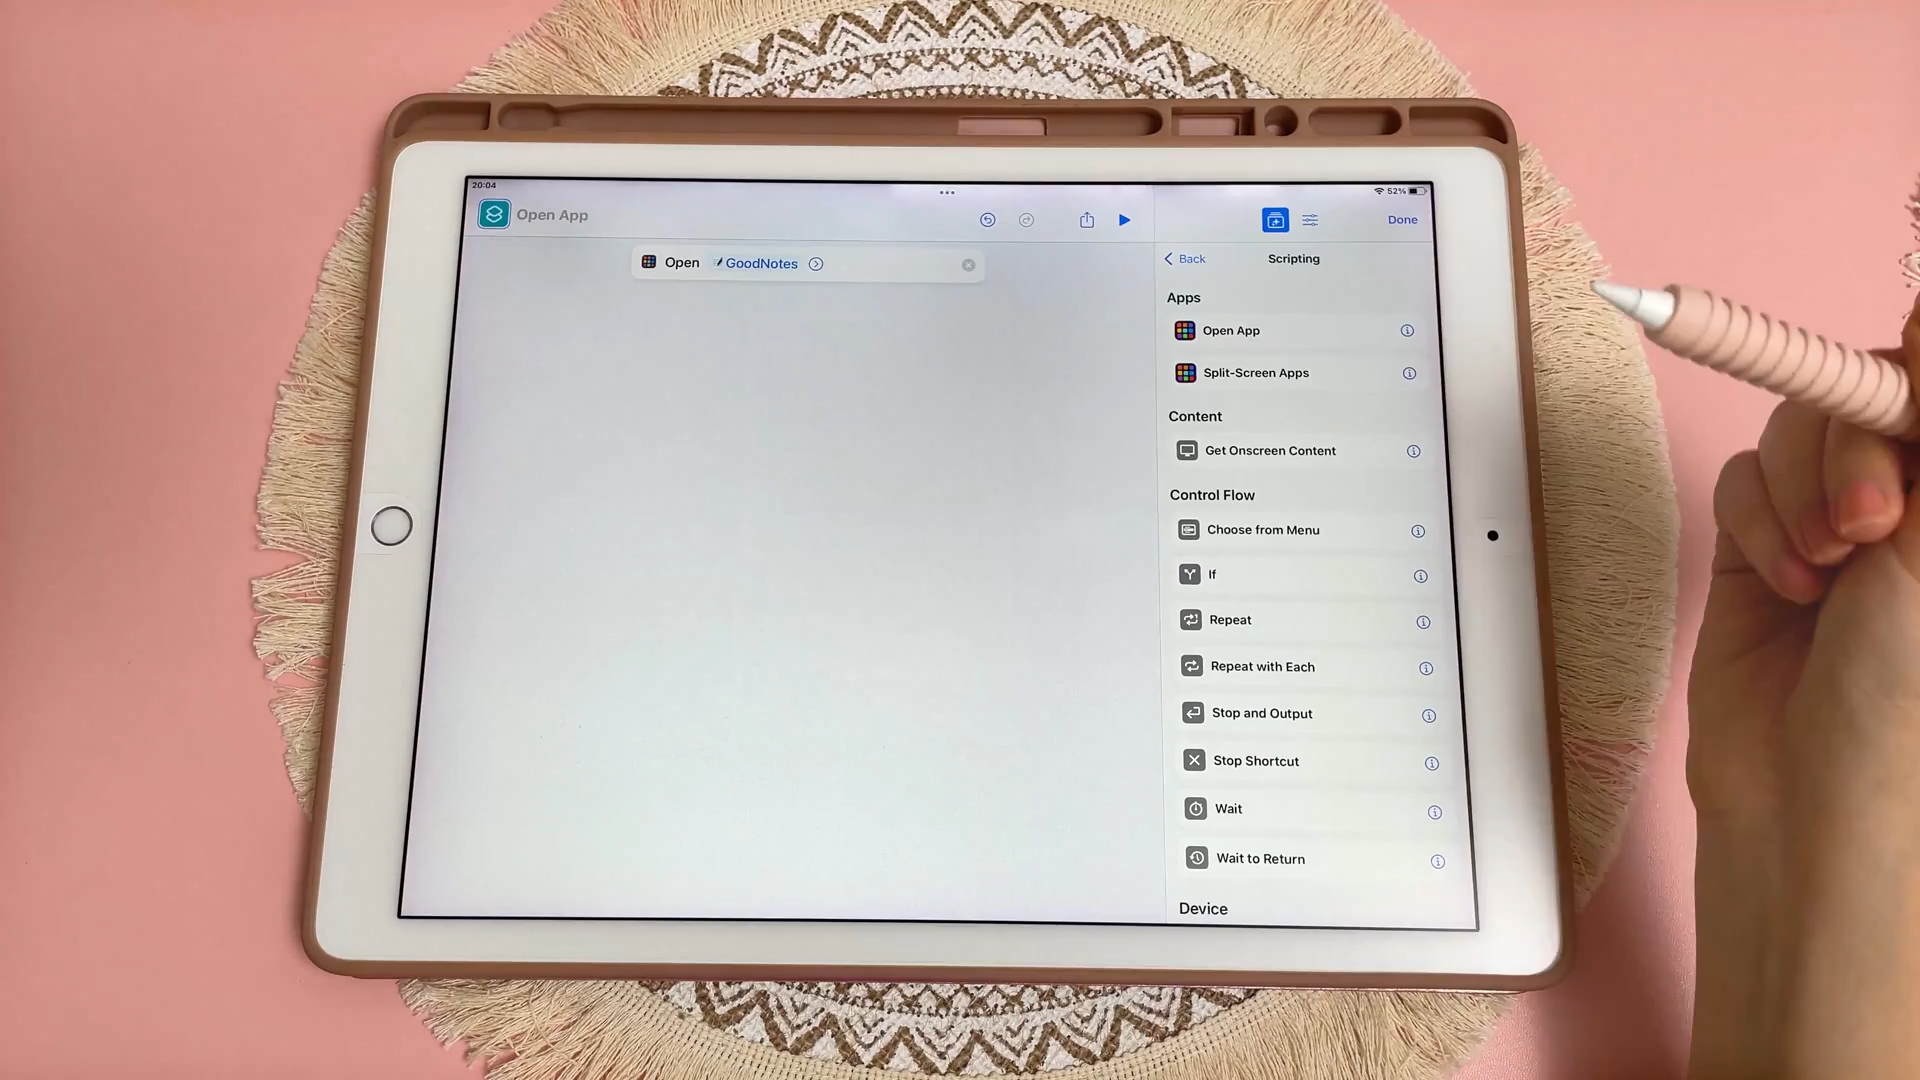 20:04
52%
Open App
Done
Open GoodNotes
Back
Scripting
Apps
Open App
Split-Screen Apps
Content
Get Onscreen Content
Control Flow
Choose from Menu
If
Repeat
Repeat with Each
Stop and Output
Stop Shortcut
Wait
Wait to Return
Device